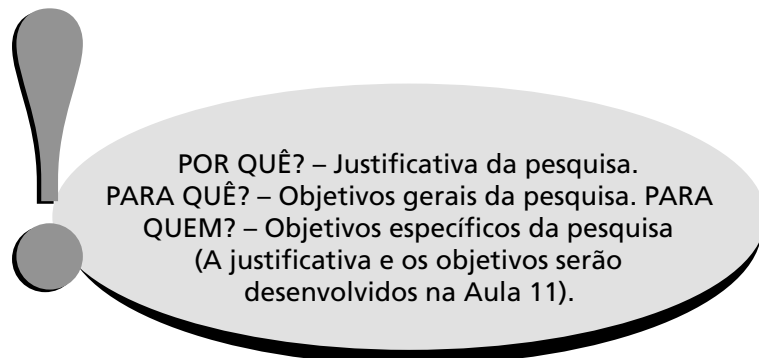 POR QUÊ? – Justificativa da pesquisa.
PARA QUÊ? – Objetivos gerais da pesquisa. PARA
QUEM? – Objetivos específicos da pesquisa
(A justificativa e os objetivos serão
desenvolvidos na Aula 11).